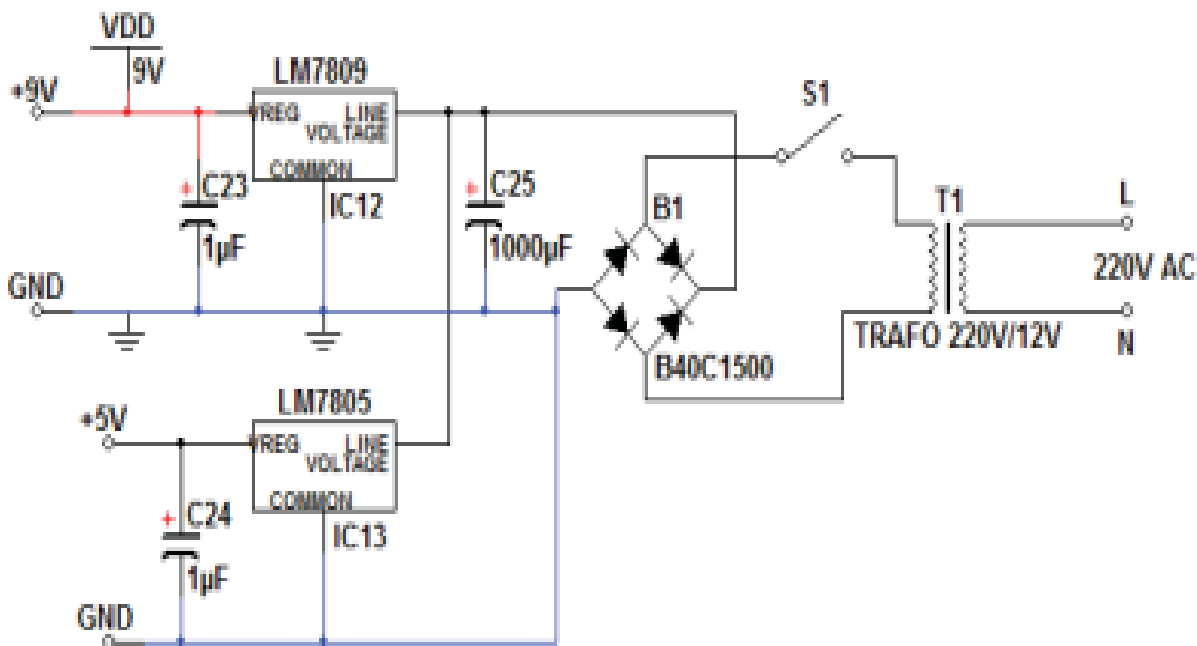 VDD
9V
LM7809
+9V
VREG
LINE
VOLTAGE
COMMON
S1
C23
1µF
IC12
C25
1000µF
B1
T1
L
220V AC
N
GND
TRAFO 220V/12V
B40C1500
LM7805
+5V
VREG
LINE
VOLTAGE
COMMON
C24
1µF
IC13
GND
+
+
+